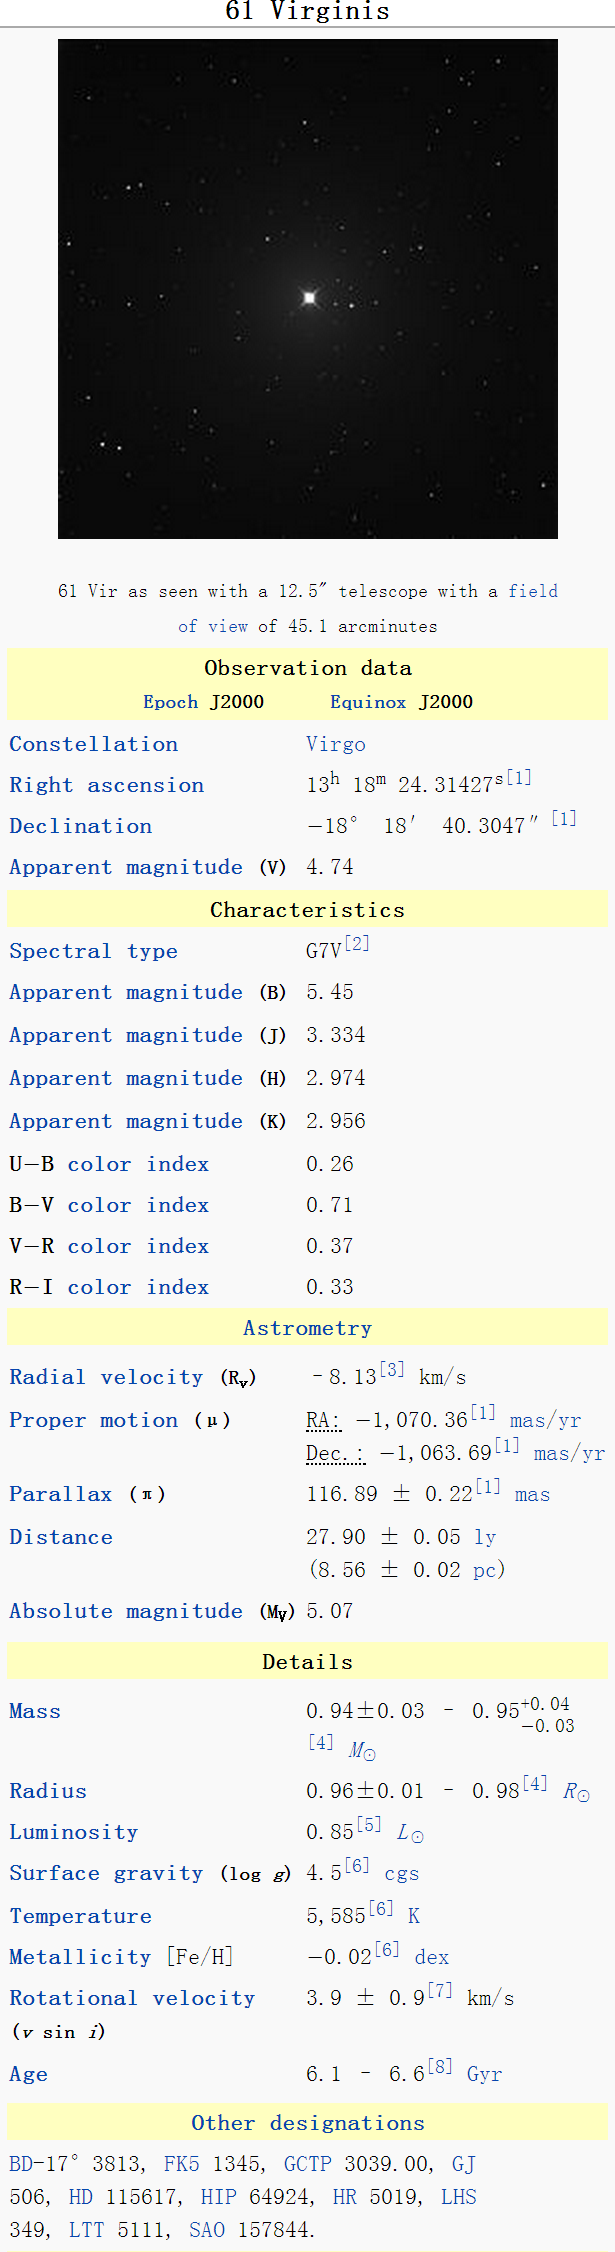 61 Virginis
61 Vir as seen with a 12.5″ telescope with a field
of view of 45.1 arcminutes
Observation data
Epoch J2000 Equinox J2000
Constellation Virgo
Right ascension 13h 18m 24.31427s[1]
Declination −18° 18′ 40.3047″[1]
Apparent magnitude (V) 4.74
Characteristics
Spectral type G7V[2]
Apparent magnitude (B) 5.45
Apparent magnitude (J) 3.334
Apparent magnitude (H) 2.974
Apparent magnitude (K) 2.956
U−B color index 0.26
B−V color index 0.71
V−R color index 0.37
R−I color index 0.33
Astrometry
Radial velocity (Rv) –8.13[3] km/s
Proper motion (μ) RA: −1,070.36[1] mas/yr
Dec.: −1,063.69[1] mas/yr
Parallax (π) 116.89 ± 0.22[1] mas
Distance 27.90 ± 0.05 ly
(8.56 ± 0.02 pc)
Absolute magnitude (MV) 5.07
Details
Mass 0.94±0.03 – 0.95+0.04
−0.03
[4] M☉
Radius 0.96±0.01 – 0.98[4] R☉
Luminosity 0.85[5] L☉
Surface gravity (log g) 4.5[6] cgs
Temperature 5,585[6] K
Metallicity [Fe/H] −0.02[6] dex
Rotational velocity 3.9 ± 0.9[7] km/s
(v sin i)
Age 6.1 – 6.6[8] Gyr
Other designations
BD-17° 3813, FK5 1345, GCTP 3039.00, GJ
506, HD 115617, HIP 64924, HR 5019, LHS
349, LTT 5111, SAO 157844.